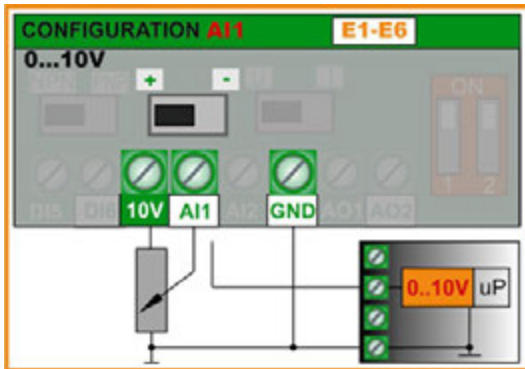 CONFIGURATION AI1 E1-E6
0...10V
+ -
ON
1 2
DI5 DI6 10V AI1 AI2 GND AO1 AO2
0..10V uP